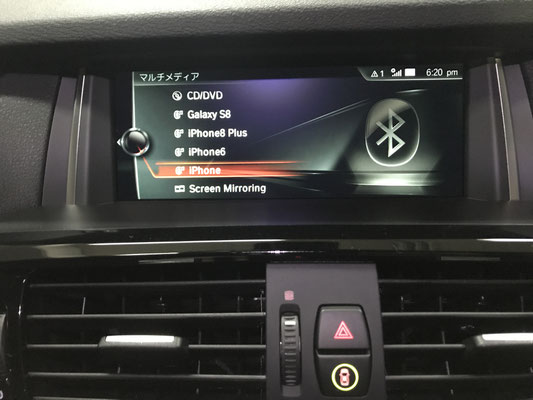 マルチメディア
1
6:20 pm
CD/DVD
Galaxy S8
iPhone8 Plus
iPhone6
iPhone
Screen Mirroring